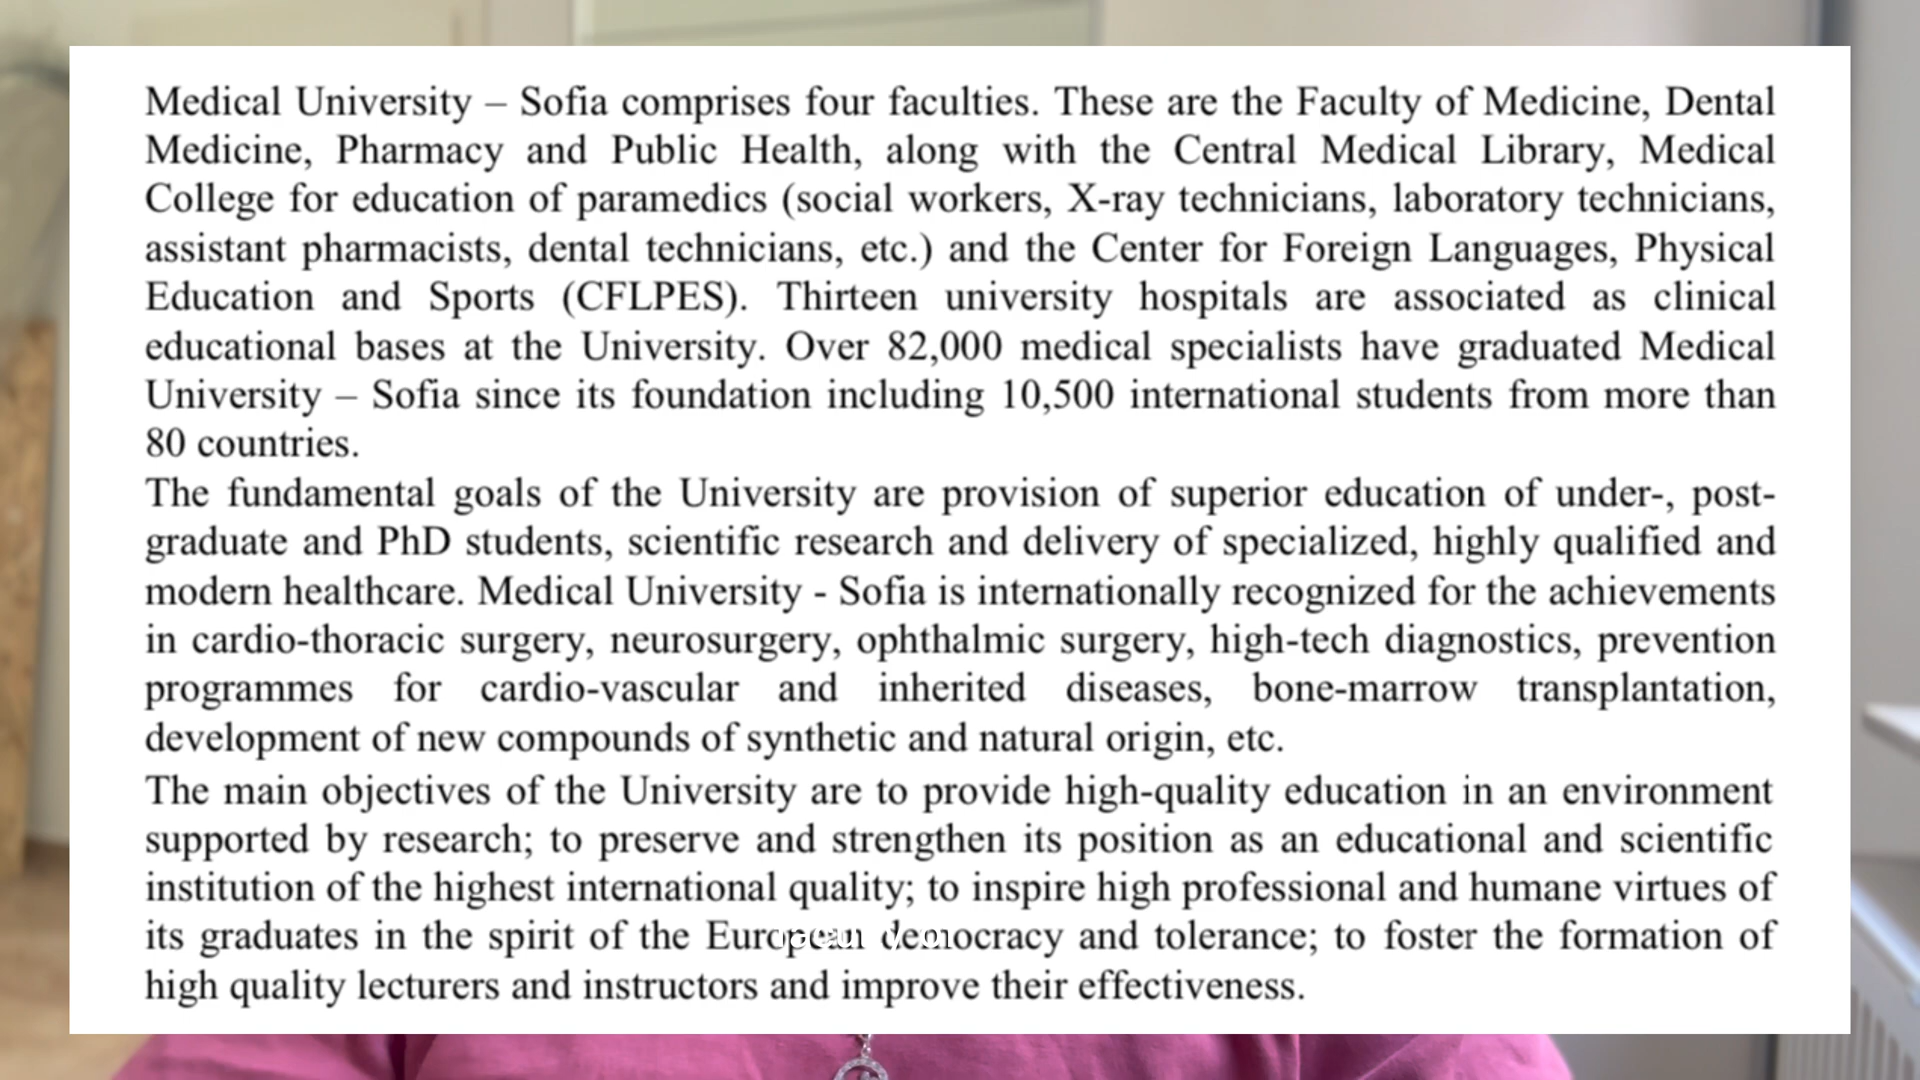 Medical University – Sofia comprises four faculties. These are the Faculty of Medicine, Dental
Medicine, Pharmacy and Public Health, along with the Central Medical Library, Medical
College for education of paramedics (social workers, X-ray technicians, laboratory technicians,
assistant pharmacists, dental technicians, etc.) and the Center for Foreign Languages, Physical
Education and Sports (CFLPES). Thirteen university hospitals are associated as clinical
educational bases at the University. Over 82,000 medical specialists have graduated Medical
University – Sofia since its foundation including 10,500 international students from more than
80 countries.
The fundamental goals of the University are provision of superior education of under-, post-
graduate and PhD students, scientific research and delivery of specialized, highly qualified and
modern healthcare. Medical University - Sofia is internationally recognized for the achievements
in cardio-thoracic surgery, neurosurgery, ophthalmic surgery, high-tech diagnostics, prevention
programmes for cardio-vascular and inherited diseases, bone-marrow transplantation,
development of new compounds of synthetic and natural origin, etc.
The main objectives of the University are to provide high-quality education in an environment
supported by research; to preserve and strengthen its position as an educational and scientific
institution of the highest international quality; to inspire high professional and humane virtues of
its graduates in the spirit of the European democracy and tolerance; to foster the formation of
high quality lecturers and instructors and improve their effectiveness.